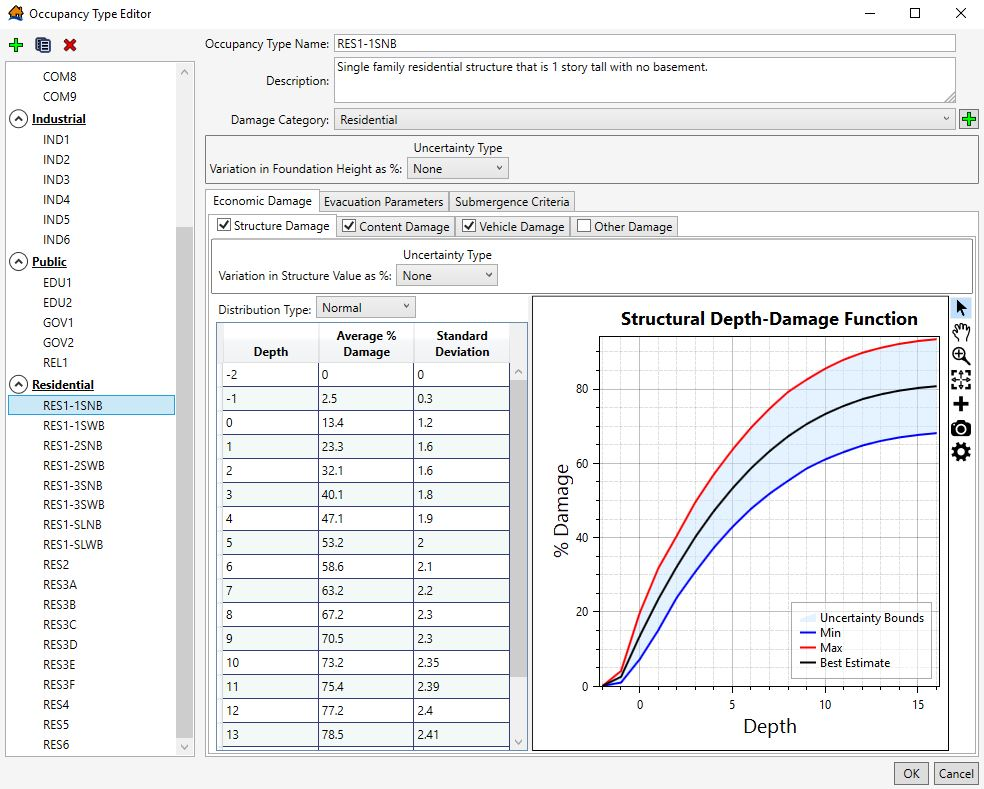 Occupancy Type Editor
COM8
COM9
Industrial
IND1
IND2
IND3
IND4
IND5
IND6
Public
EDU1
EDU2
GOV1
GOV2
REL1
Residential
RES1-1SNB
RES1-1SWB
RES1-2SNB
RES1-2SWB
RES1-3SNB
RES1-3SWB
RES1-SLNB
RES1-SLWB
RES2
RES3A
RES3B
RES3C
RES3D
RES3E
RES3F
RES4
RES5
RES6
Occupancy Type Name: RES1-1SNB
Description: Single family residential structure that is 1 story tall with no basement.
Damage Category: Residential
Uncertainty Type
Variation in Foundation Height as %: None
Economic Damage Evacuation Parameters Submergence Criteria
Structure Damage Content Damage Vehicle Damage Other Damage
Uncertainty Type
Variation in Structure Value as %: None
Distribution Type: Normal
Depth Average % Damage Standard Deviation
-2 0 0
-1 2.5 0.3
0 13.4 1.2
1 23.3 1.6
2 32.1 1.6
3 40.1 1.8
4 47.1 1.9
5 53.2 2
6 58.6 2.1
7 63.2 2.2
8 67.2 2.3
9 70.5 2.3
10 73.2 2.35
11 75.4 2.39
12 77.2 2.4
13 78.5 2.41
Structural Depth-Damage Function
% Damage
80
60
40
20
0
Uncertainty Bounds
Min
Max
Best Estimate
0 5 10 15
Depth
OK Cancel